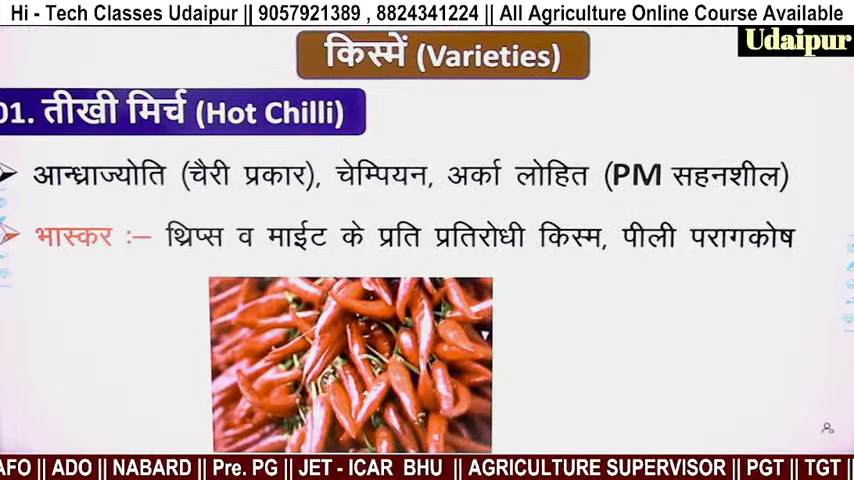 Hi - Tech Classes Udaipur || 9057921389 , 8824341224 || All Agriculture Online Course Available
Udaipur
किस्में (Varieties)
01. तीखी मिर्च (Hot Chilli)
आन्ध्राज्योति (चैरी प्रकार), चेम्पियन, अर्का लोहित (PM सहनशील)
भास्कर :– थ्रिप्स व माईट के प्रति प्रतिरोधी किस्म, पीली परागकोष
AFO || ADO || NABARD || Pre. PG || JET - ICAR BHU || AGRICULTURE SUPERVISOR || PGT || TGT ||